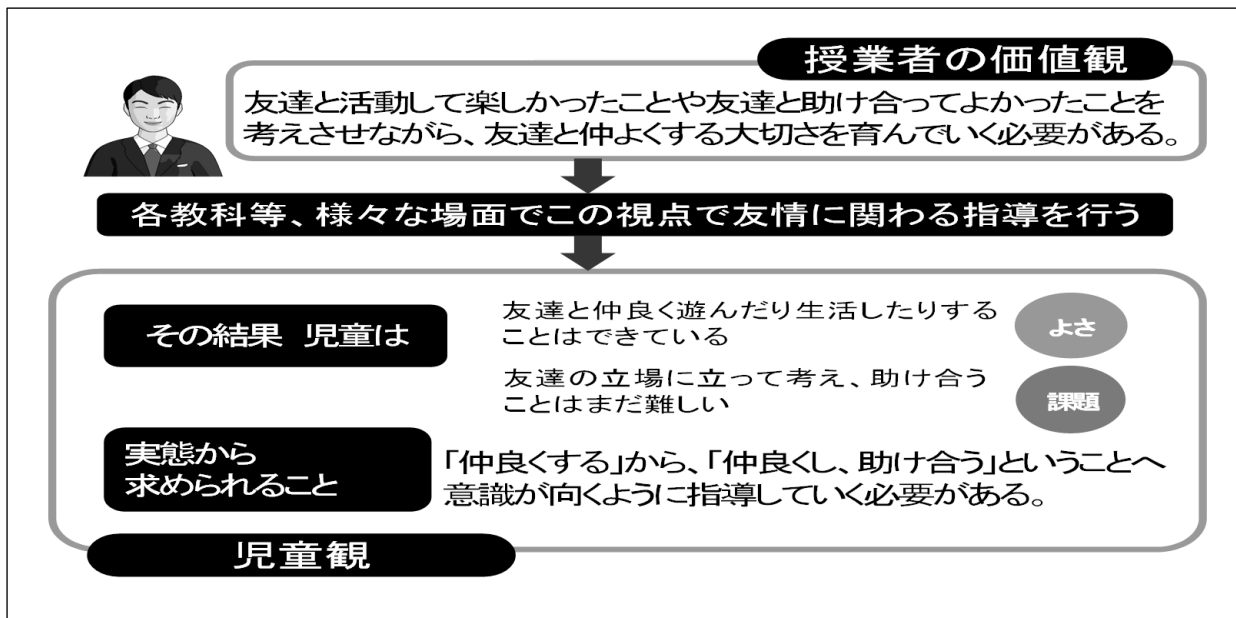 授業者の価値観
友達と活動して楽しかったことや友達と助け合ってよかったことを
考えさせながら、友達と仲よくする大切さを育んでいく必要がある。
各教科等、様々な場面でこの視点で友情に関わる指導を行う
その結果 児童は
友達と仲良く遊んだり生活したりする
ことはできている
よさ
友達の立場に立って考え、助け合う
ことはまだ難しい
課題
実態から
求められること
「仲良くする」から、「仲良くし、助け合う」ということへ
意識が向くように指導していく必要がある。
児童観